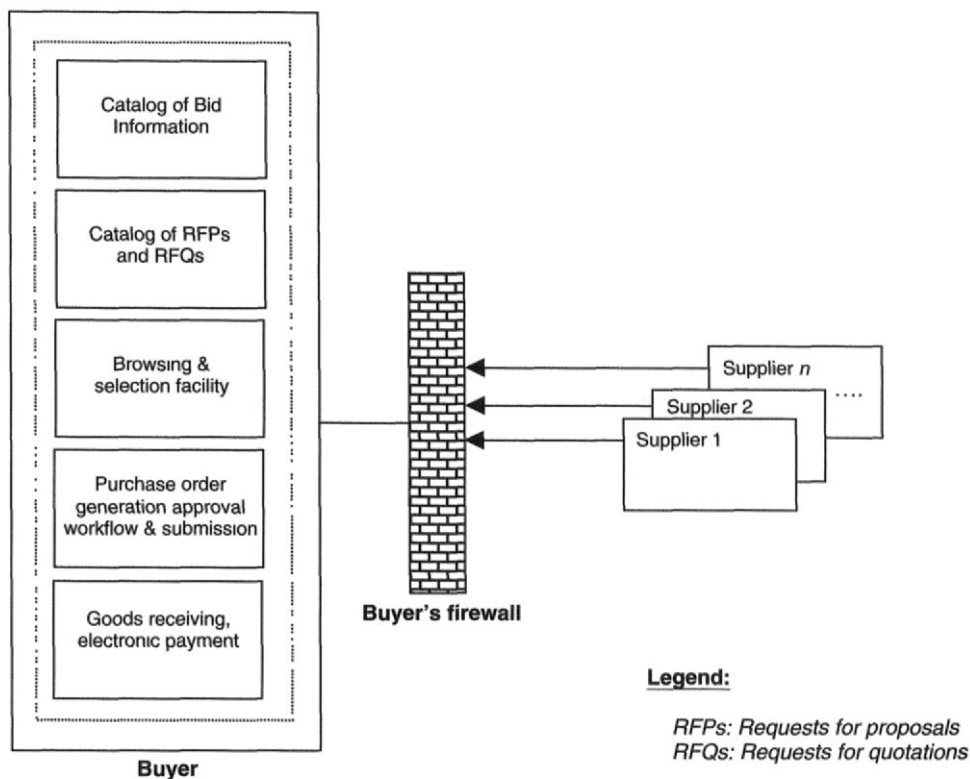 Catalog of Bid
Information
Catalog of RFPs
and RFQs
Browsing &
selection facility
Purchase order
generation approval
workflow & submission
Goods receiving,
electronic payment
Buyer
Buyer's firewall
Supplier n
....
Supplier 2
Supplier 1
Legend:
RFPs: Requests for proposals
RFQs: Requests for quotations